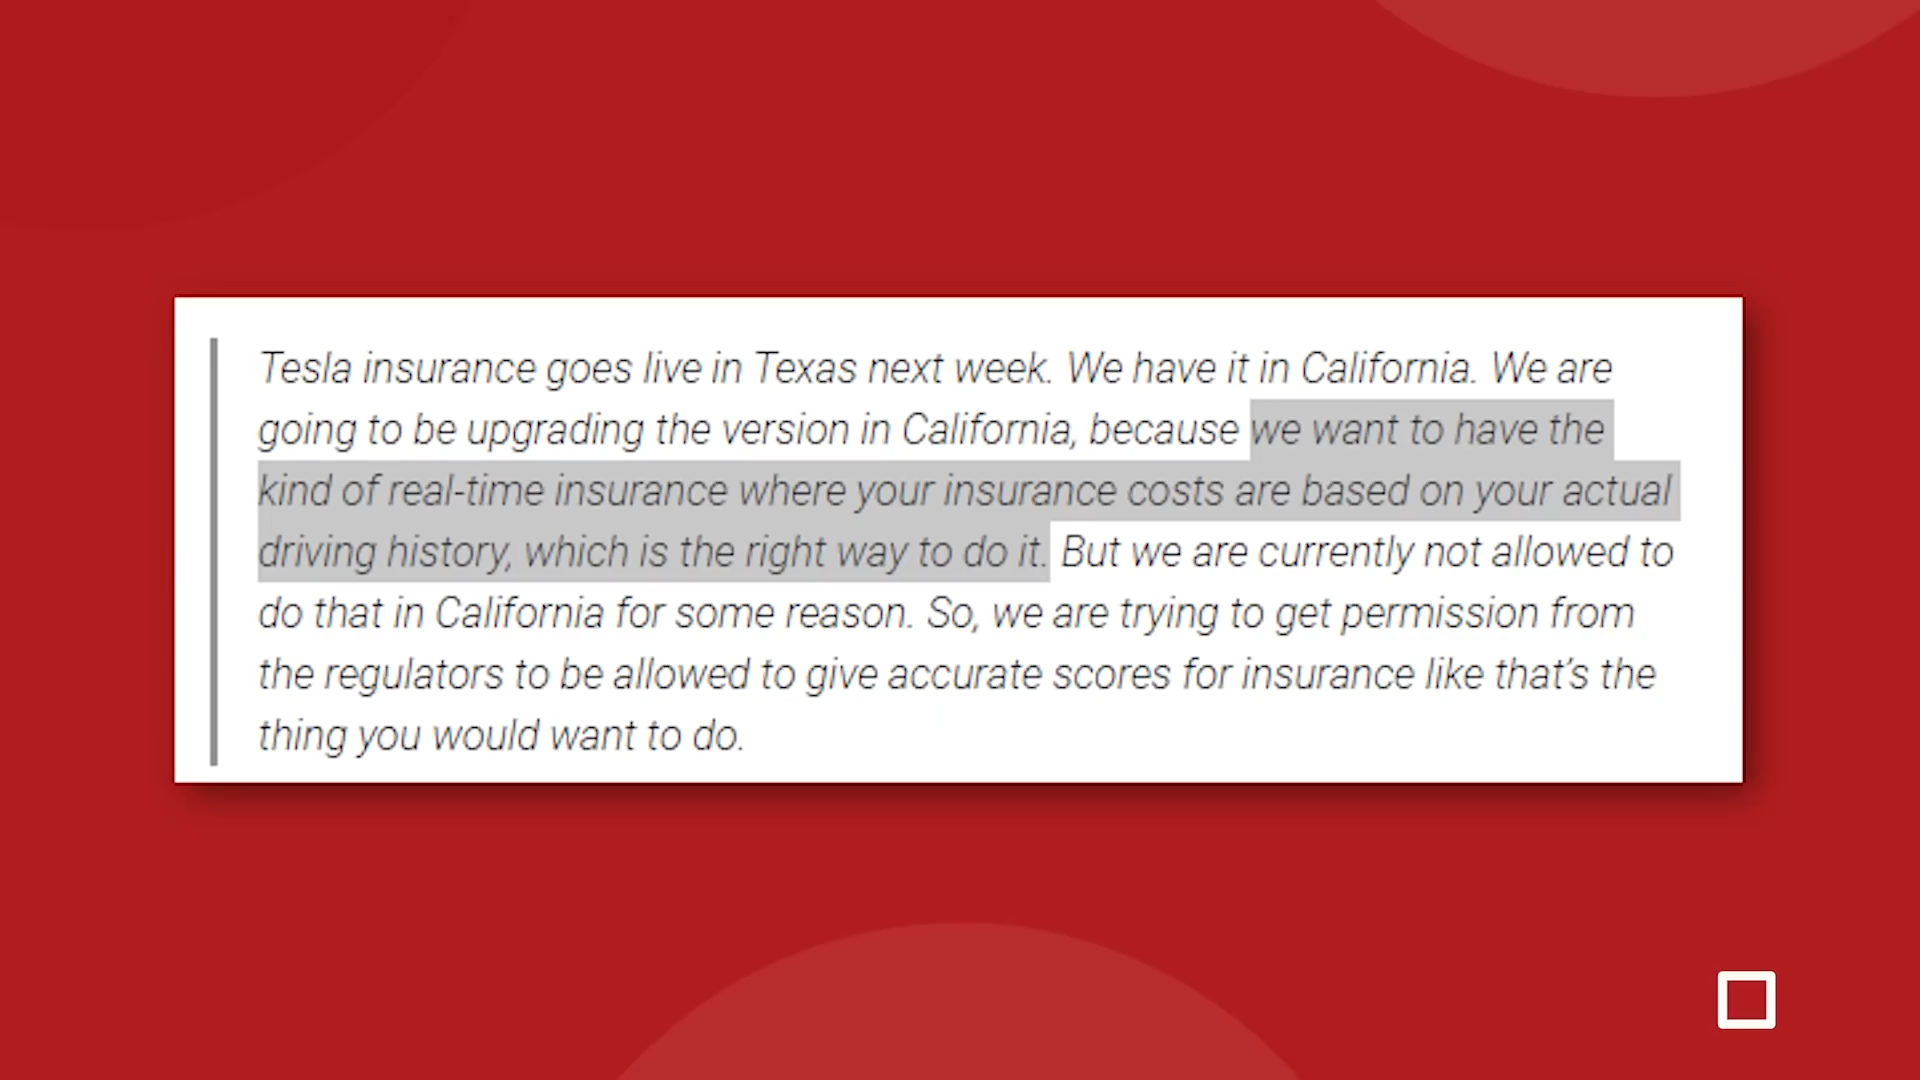 Tesla insurance goes live in Texas next week. We have it in California. We are
going to be upgrading the version in California, because we want to have the
kind of real-time insurance where your insurance costs are based on your actual
driving history, which is the right way to do it. But we are currently not allowed to
do that in California for some reason. So, we are trying to get permission from
the regulators to be allowed to give accurate scores for insurance like that’s the
thing you would want to do.